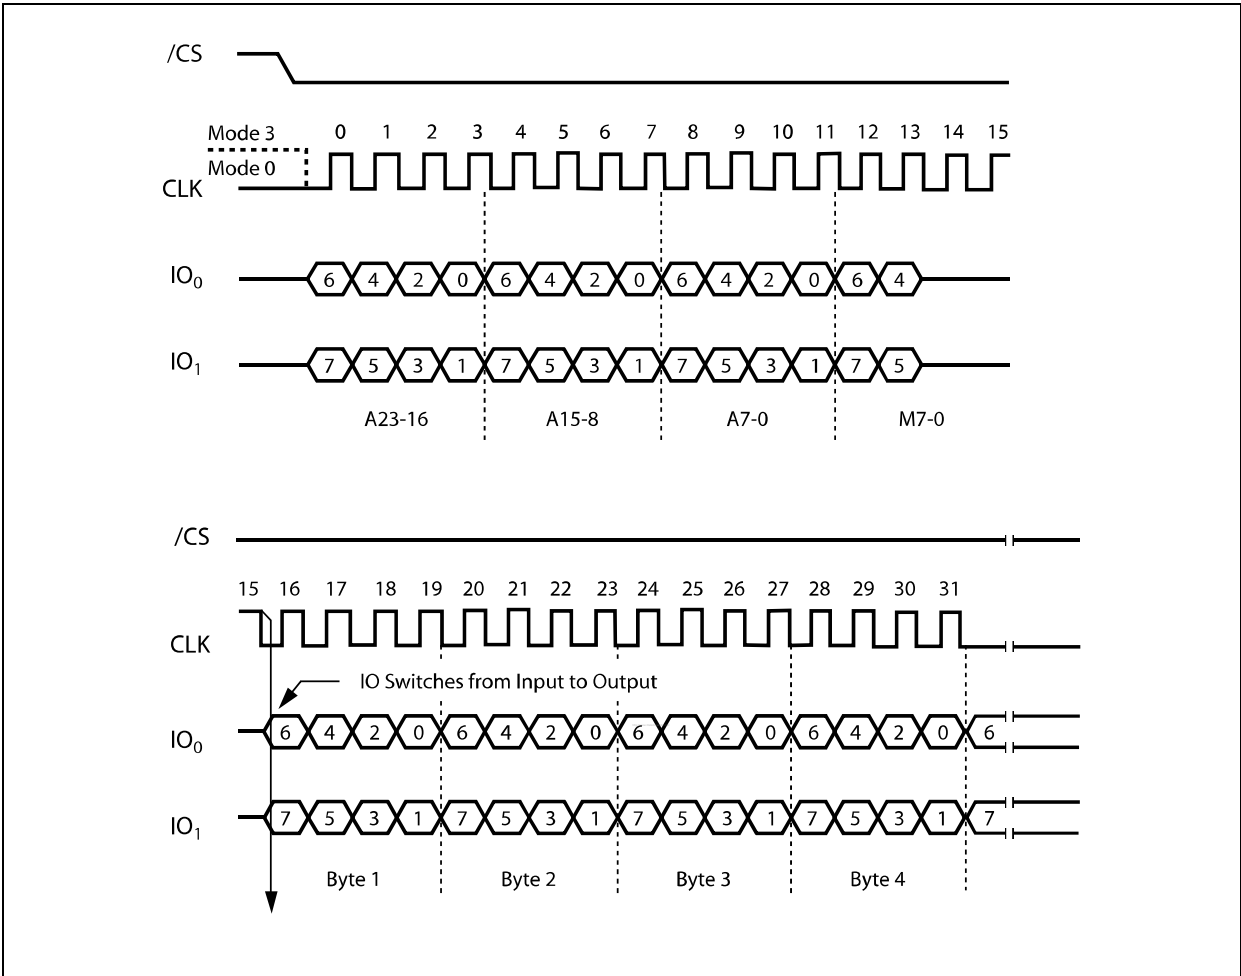 /CS
Mode 3
0 1 2 3 4 5 6 7 8 9 10 11 12 13 14 15
Mode 0
CLK
IO0 6 4 2 0 6 4 2 0 6 4 2 0 6 4
IO1 7 5 3 1 7 5 3 1 7 5 3 1 7 5
A23-16 A15-8 A7-0 M7-0
/CS
15 16 17 18 19 20 21 22 23 24 25 26 27 28 29 30 31
CLK
IO Switches from Input to Output
IO0 6 4 2 0 6 4 2 0 6 4 2 0 6 4 2 0 6
IO1 7 5 3 1 7 5 3 1 7 5 3 1 7 5 3 1 7
Byte 1 Byte 2 Byte 3 Byte 4